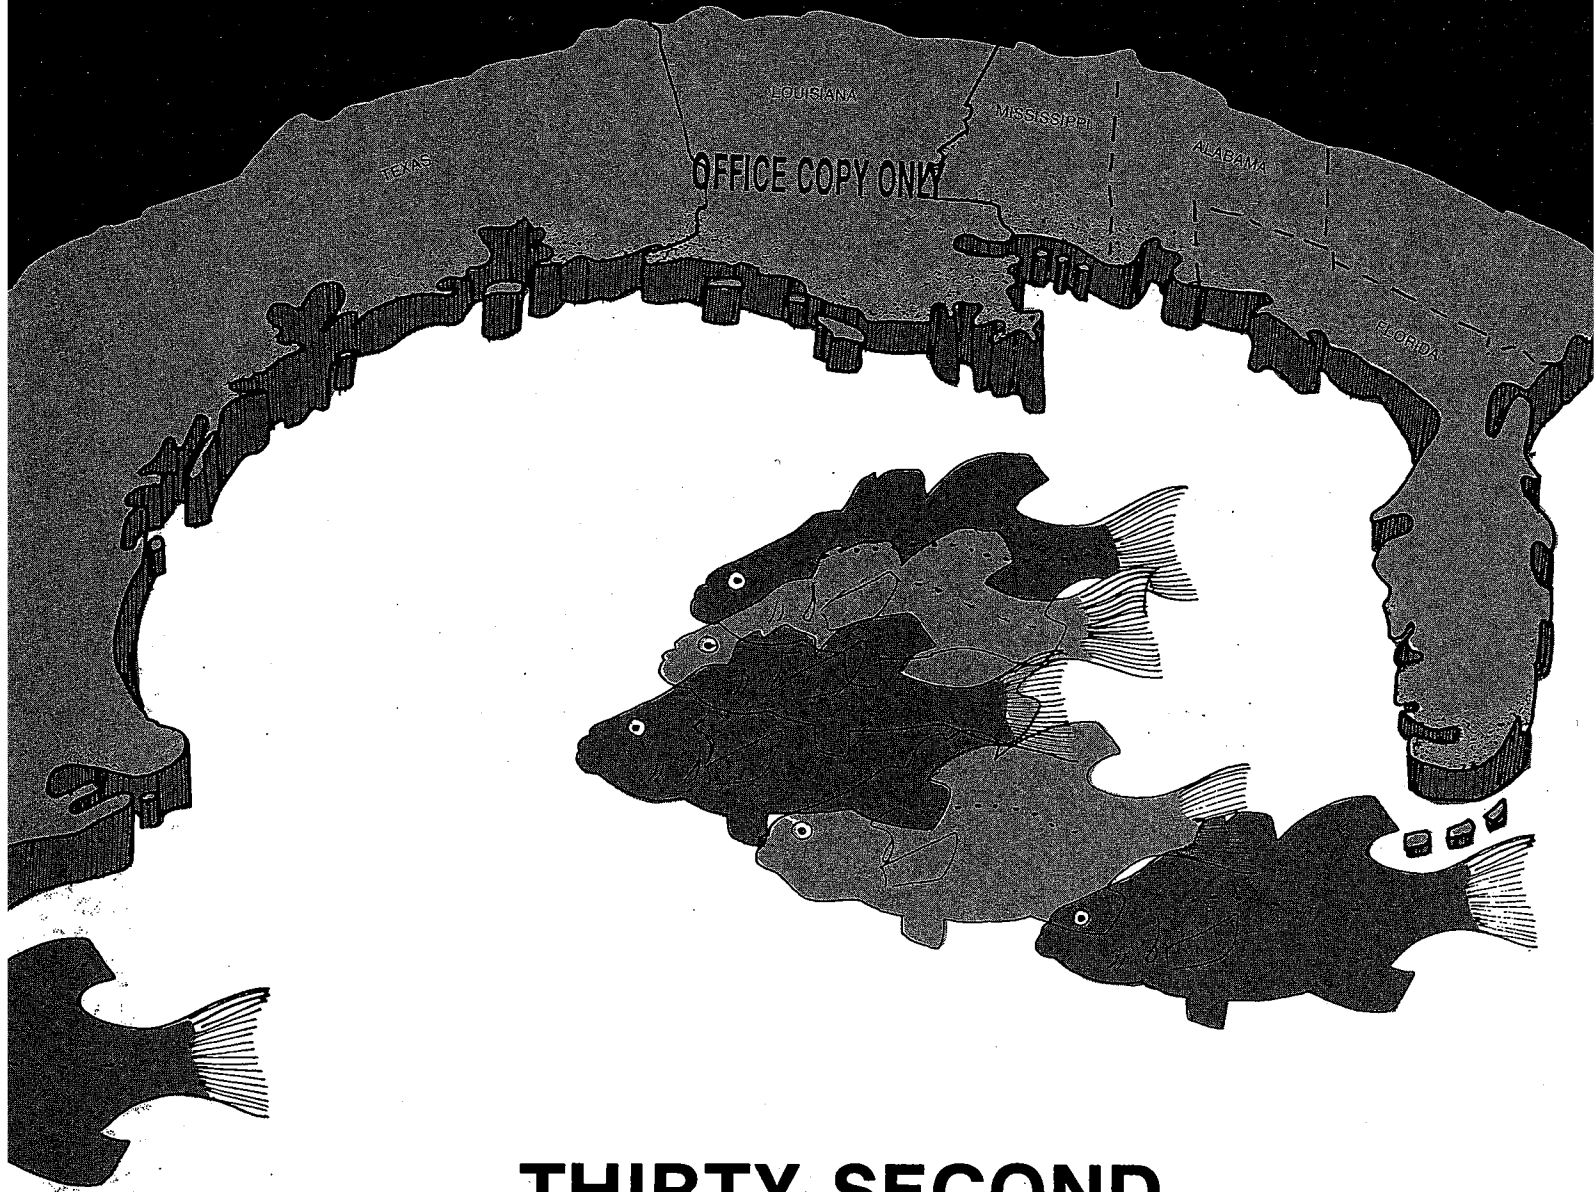 LOUISIANA
MISSISSIPPI
TEXAS
ALABAMA
OFFICE COPY ONLY
FLORIDA
THIRTY SECOND